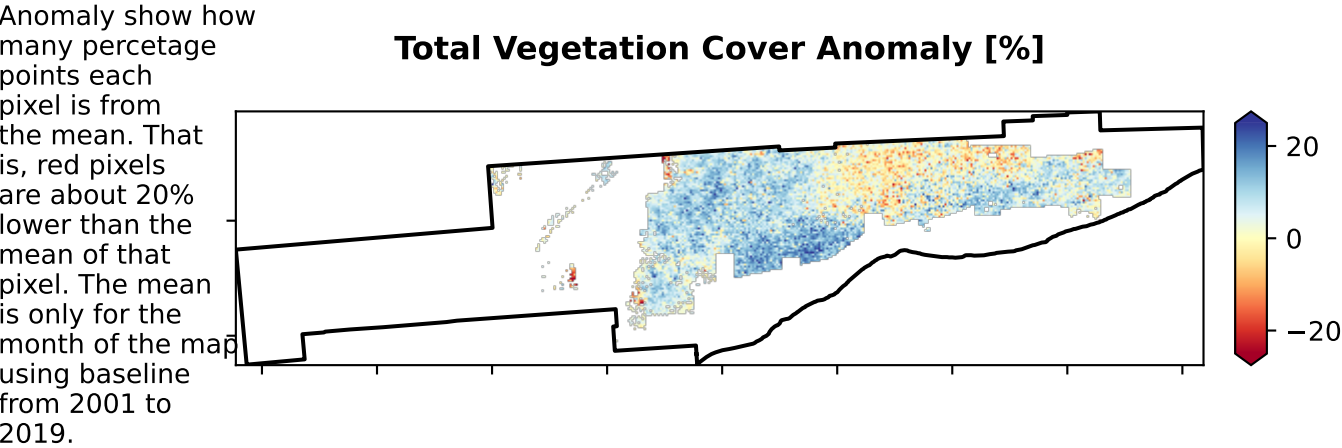 Anomaly show how
many percetage
points each
pixel is from
the mean. That
is, red pixels
are about 20%
lower than the
mean of that
pixel. The mean
is only for the
month of the map
using baseline
from 2001 to
2019.
Total Vegetation Cover Anomaly [%]
20
0
−20